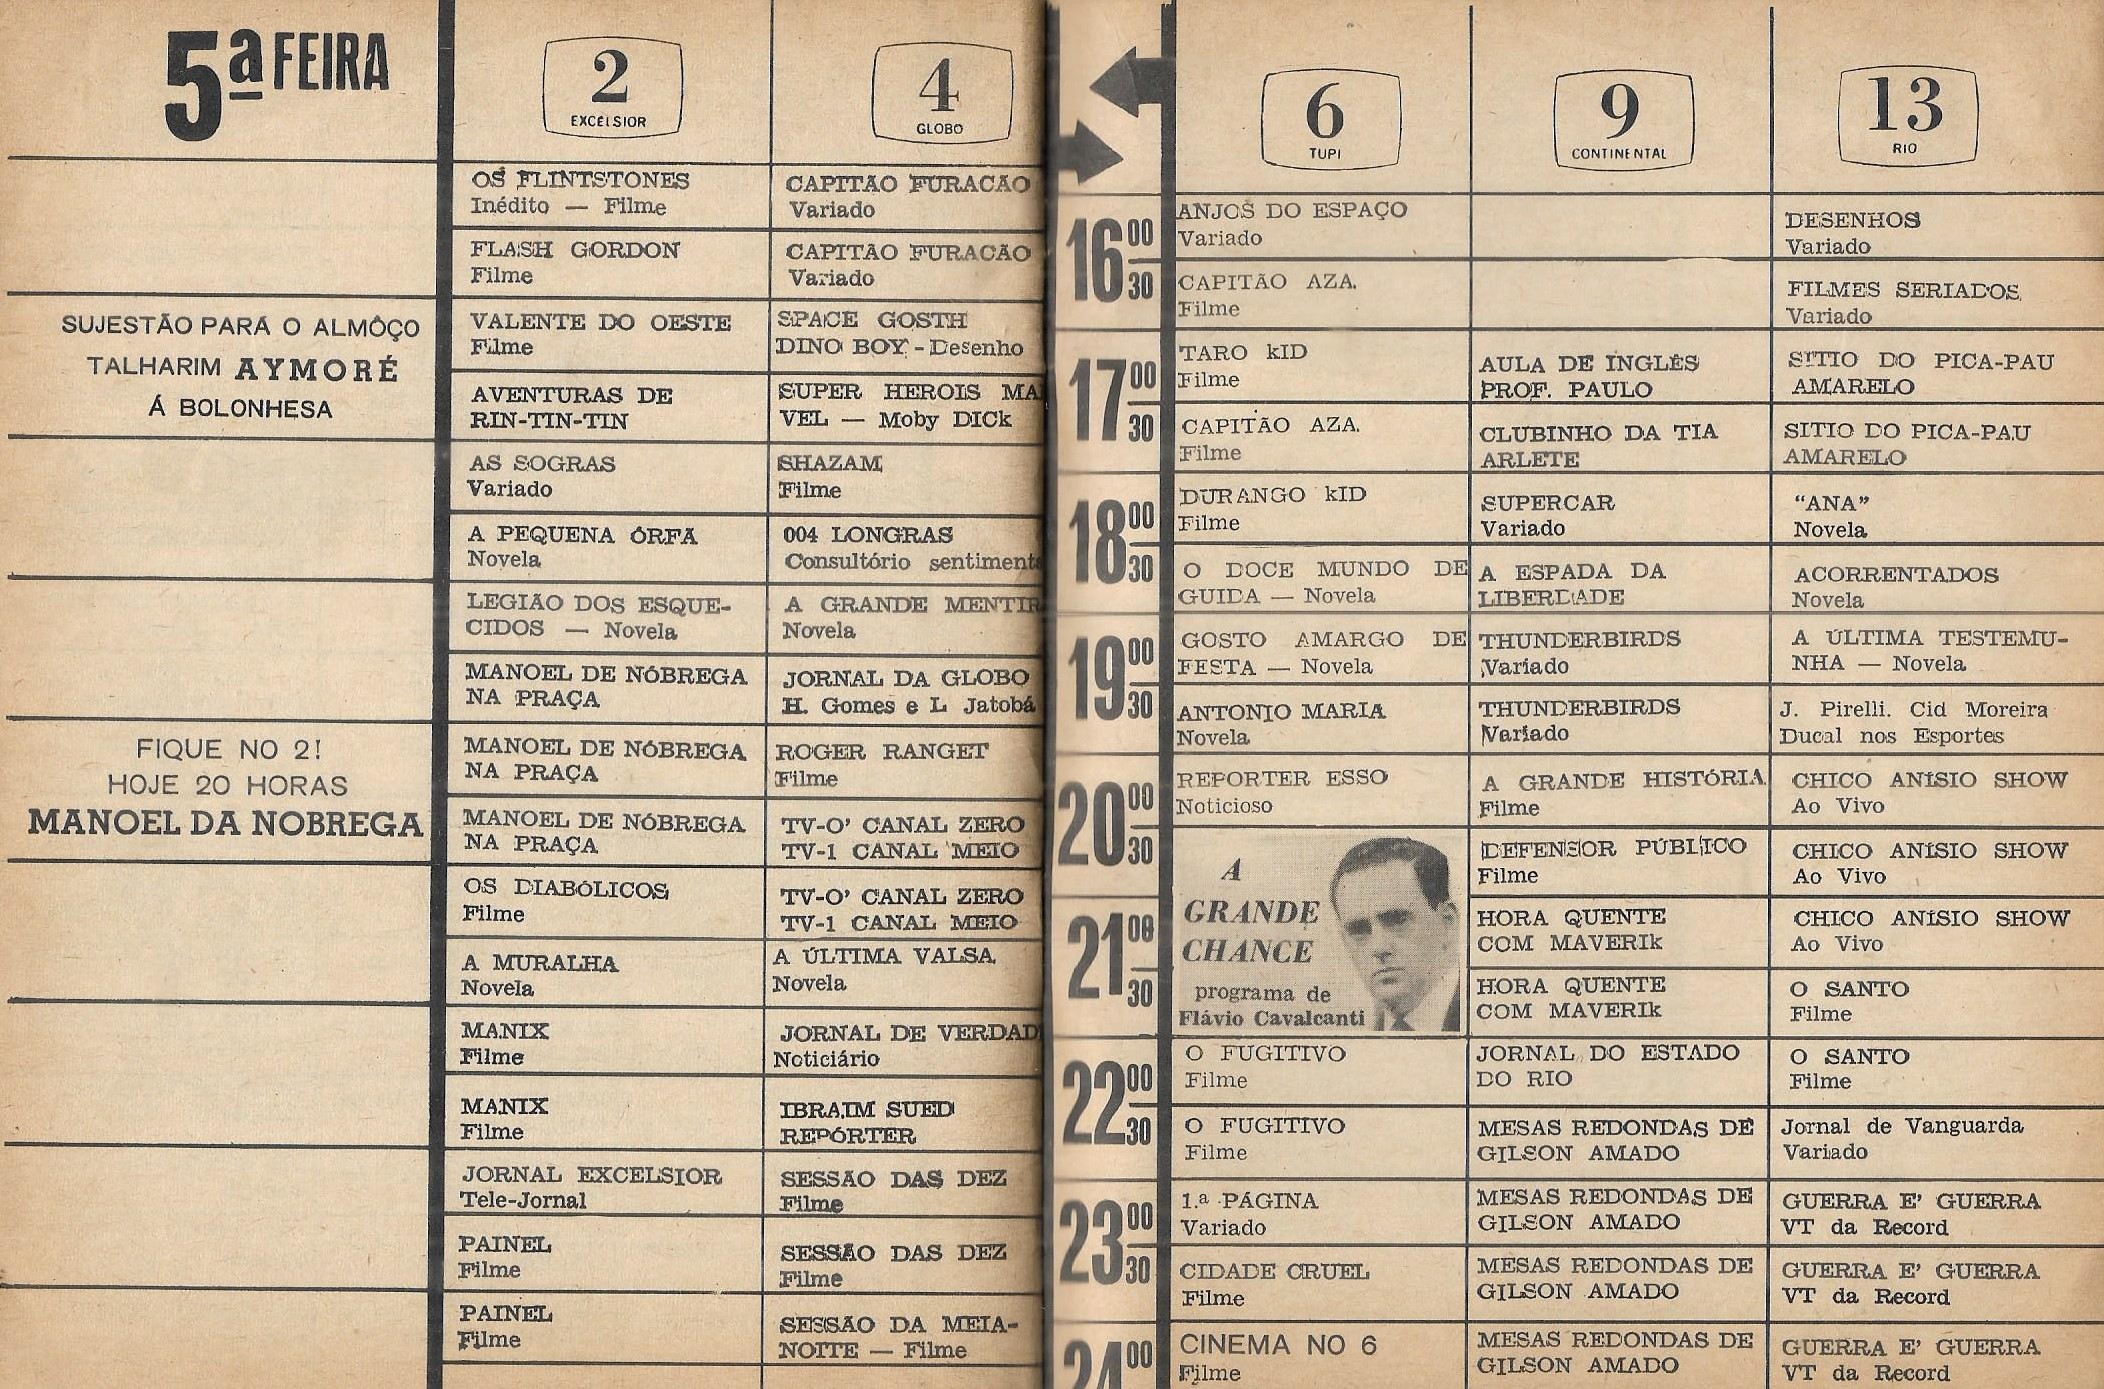 5ª FEIRA
2
EXCELSIOR
4
GLOBO
6
TUPI
9
CONTINENTAL
13
RIO
SUJESTÃO PARA O ALMÔÇO
TALHARIM AYMORÉ
Á BOLONHESA
FIQUE NO 2!
HOJE 20 HORAS
MANOEL DA NOBREGA
OS FLINTSTONES
Inédito — Filme
FLASH GORDON
Filme
VALENTE DO OESTE
Filme
AVENTURAS DE
RIN-TIN-TIN
AS SOGRAS
Variado
A PEQUENA ÓRFÃ
Novela
LEGIÃO DOS ESQUE-
CIDOS — Novela
MANOEL DE NÓBREGA
NA PRAÇA
MANOEL DE NÓBREGA
NA PRAÇA
MANOEL DE NÓBREGA
NA PRAÇA
OS DIABÓLICOS
Filme
A MURALHA
Novela
MANIX
Filme
MANIX
Filme
JORNAL EXCELSIOR
Tele-Jornal
PAINEL
Filme
PAINEL
Filme
CAPITÃO FURACÃO
Variado
CAPITÃO FURACÃO
Variado
SPACE GOSTH
DINO BOY - Desenho
SUPER HEROIS MA
VEL — Moby DICk
SHAZAM
Filme
004 LONGRAS
Consultório sentiment
A GRANDE MENTIR
Novela
JORNAL DA GLOBO
H. Gomes e L Jatobá
ROGER RANGET
Filme
TV-O' CANAL ZERO
TV-1 CANAL MEIO
TV-O' CANAL ZERO
TV-1 CANAL MEIO
A ÚLTIMA VALSA
Novela
JORNAL DE VERDAD
Noticiário
IBRAIM SUED
REPÓRTER
SESSÃO DAS DEZ
Filme
SESSÃO DAS DEZ
Filme
SESSÃO DA MEIA-
NOITE — Filme
16 00
30
17 00
30
18 00
30
19 00
30
20 00
30
21 00
30
22 00
30
23 00
30
24 00
ANJOS DO ESPAÇO
Variado
CAPITÃO AZA.
Filme
TARO kID
Filme
CAPITÃO AZA.
Filme
DURANGO kID
Filme
O DOCE MUNDO DE
GUIDA — Novela
GOSTO AMARGO DE
FESTA — Novela
ANTONIO MARIA
Novela
REPORTER ESSO
Noticioso
A
GRANDE
CHANCE
programa de
Flávio Cavalcanti
O FUGITIVO
Filme
O FUGITIVO
Filme
1.ª PÁGINA
Variado
CIDADE CRUEL
Filme
CINEMA NO 6
Filme
AULA DE INGLÊS
PROF. PAULO
CLUBINHO DA TIA
ARLETE
SUPERCAR
Variado
A ESPADA DA
LIBERDADE
THUNDERBIRDS
Variado
THUNDERBIRDS
Variado
A GRANDE HISTÓRIA
Filme
DEFENSOR PÚBLICO
Filme
HORA QUENTE
COM MAVERIk
HORA QUENTE
COM MAVERIk
JORNAL DO ESTADO
DO RIO
MESAS REDONDAS DE
GILSON AMADO
MESAS REDONDAS DE
GILSON AMADO
MESAS REDONDAS DE
GILSON AMADO
MESAS REDONDAS DE
GILSON AMADO
DESENHOS
Variado
FILMES SERIADOS
Variado
SITIO DO PICA-PAU
AMARELO
SITIO DO PICA-PAU
AMARELO
"ANA"
Novela
ACORRENTADOS
Novela
A ÚLTIMA TESTEMU-
NHA — Novela
J. Pirelli. Cid Moreira
Ducal nos Esportes
CHICO ANÍSIO SHOW
Ao Vivo
CHICO ANÍSIO SHOW
Ao Vivo
CHICO ANÍSIO SHOW
Ao Vivo
O SANTO
Filme
O SANTO
Filme
Jornal de Vanguarda
Variado
GUERRA E' GUERRA
VT da Record
GUERRA E' GUERRA
VT da Record
GUERRA E' GUERRA
VT da Record